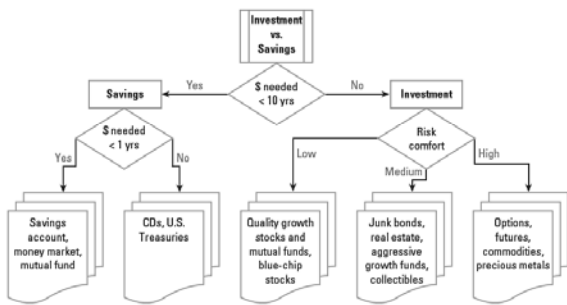 Investment
vs.
Savings
Savings
Yes
$ needed
< 10 yrs
No
Investment
$ needed
< 1 yrs
Risk
comfort
Yes
No
Low
Medium
High
Savings
account,
money market,
mutual fund
CDs, U.S.
Treasuries
Quality growth
stocks and
mutual funds,
blue-chip
stocks
Junk bonds,
real estate,
aggressive
growth funds,
collectibles
Options,
futures,
commodities,
precious metals